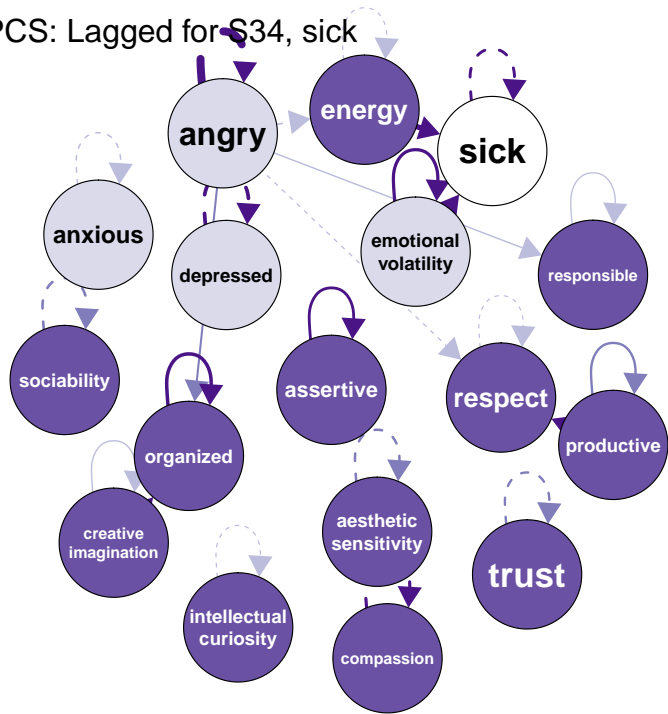 PCS: Lagged for S34, sick
energy
angry
sick
anxious
emotional
volatility
depressed
responsible
sociability
assertive
respect
organized
productive
creative
imagination
aesthetic
sensitivity
trust
intellectual
curiosity
compassion